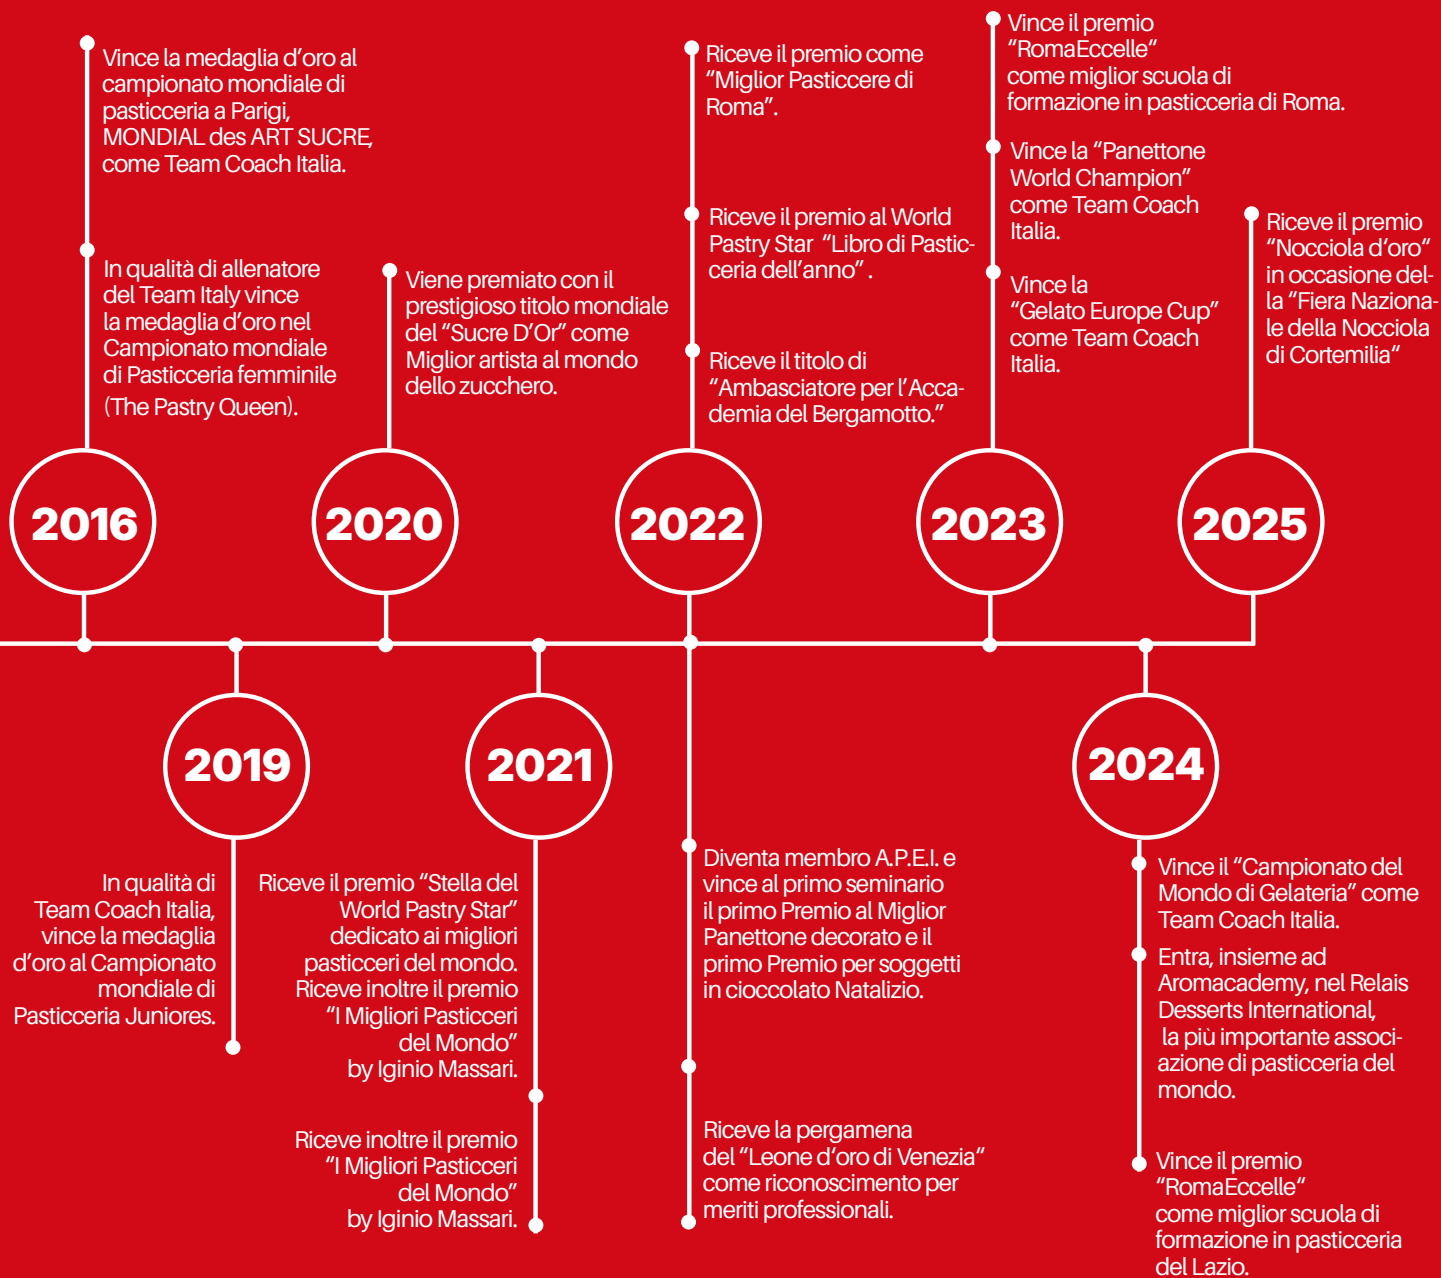 Vince la medaglia d’oro al
campionato mondiale di
pasticceria a Parigi,
MONDIAL des ART SUCRE,
come Team Coach Italia.
In qualità di allenatore
del Team Italy vince
la medaglia d’oro nel
Campionato mondiale
di Pasticceria femminile
(The Pastry Queen).
2016
In qualità di
Team Coach Italia,
vince la medaglia
d’oro al Campionato
mondiale di
Pasticceria Juniores.
2019
Viene premiato con il
prestigioso titolo mondiale
del “Sucre D’Or” come
Miglior artista al mondo
dello zucchero.
2020
2021
Riceve il premio “Stella del
World Pastry Star”
dedicato ai migliori
pasticceri del mondo.
Riceve inoltre il premio
“I Migliori Pasticceri
del Mondo”
by Iginio Massari.
Riceve inoltre il premio
“I Migliori Pasticceri
del Mondo”
by Iginio Massari.
Riceve il premio come
“Miglior Pasticcere di
Roma”.
Riceve il premio al World
Pastry Star “Libro di Pastic-
ceria dell’anno” .
Riceve il titolo di
“Ambasciatore per l’Acca-
demia del Bergamotto.”
2022
Diventa membro A.P.E.I. e
vince al primo seminario
il primo Premio al Miglior
Panettone decorato e il
primo Premio per soggetti
in cioccolato Natalizio.
Riceve la pergamena
del “Leone d’oro di Venezia”
come riconoscimento per
meriti professionali.
Vince il premio
“RomaEccelle“
come miglior scuola di
formazione in pasticceria di Roma.
Vince la “Panettone
World Champion”
come Team Coach
Italia.
Vince la
“Gelato Europe Cup”
come Team Coach
Italia.
2023
2024
Vince il “Campionato del
Mondo di Gelateria” come
Team Coach Italia.
Entra, insieme ad
Aromacademy, nel Relais
Desserts International,
la più importante associ-
azione di pasticceria del
mondo.
Vince il premio
“RomaEccelle“
come miglior scuola di
formazione in pasticceria
del Lazio.
Riceve il premio
“Nocciola d’oro“
in occasione del-
la “Fiera Naziona-
le della Nocciola
di Cortemilia“
2025